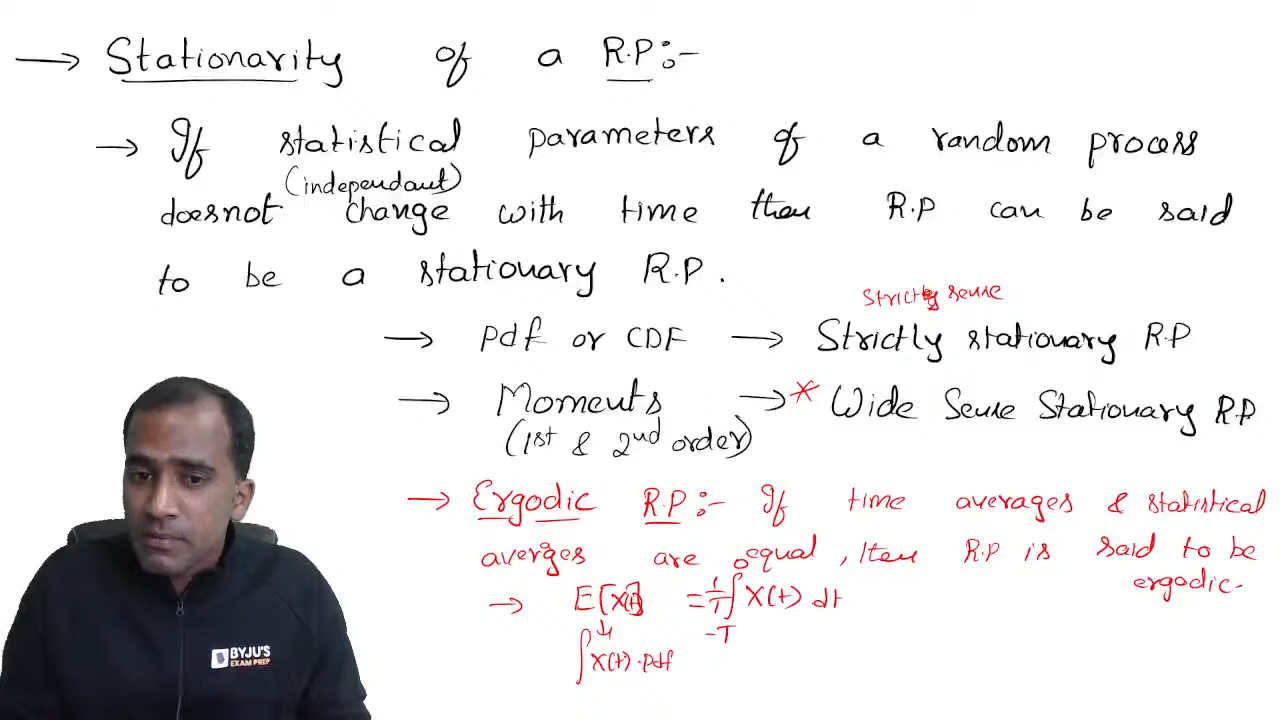 → Stationarity of a R.P:-
→ If statistical parameters of a random process
(independant)
doesnot change with time then R.P can be said
to be a stationary R.P.
Strictly sense
→ Pdf or CDF → Strictly stationary R.P
→ Moments → * Wide Sense Stationary R.P
(1st & 2nd order)
→ Ergodic R.P:- If time averages & statistical
averges are equal, then R.P is said to be
ergodic.
→ E[X(t)] = 1/T ∫ X(t) dt
-T
∫ X(t).pdf
BYJU'S
EXAM PREP